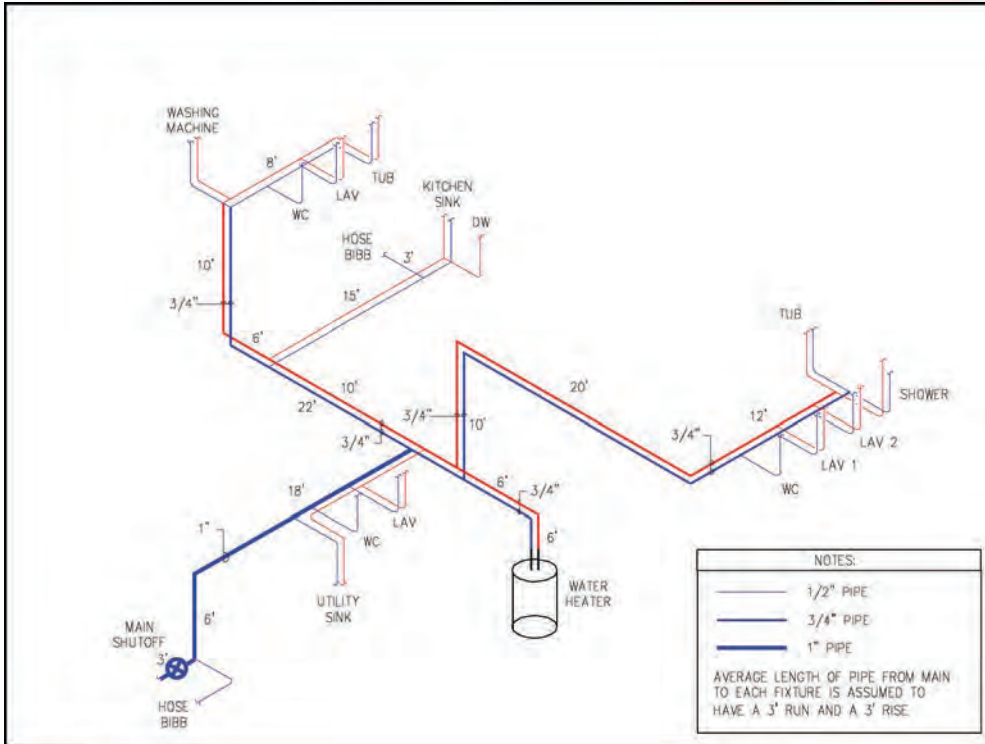 WASHING
MACHINE
8'
TUB
LAV
WC
KITCHEN
SINK
DW
HOSE
BIBB
3'
10'
15'
3/4"
6'
TUB
20'
10'
22'
3/4"
10'
3/4"
12'
SHOWER
3/4"
LAV 2
LAV 1
WC
6'
3/4"
18'
LAV
1"
WC
6'
UTILITY
SINK
WATER
HEATER
6'
MAIN
SHUTOFF
3'
HOSE
BIBB
NOTES:
1/2" PIPE
3/4" PIPE
1" PIPE
AVERAGE LENGTH OF PIPE FROM MAIN
TO EACH FIXTURE IS ASSUMED TO
HAVE A 3' RUN AND A 3' RISE